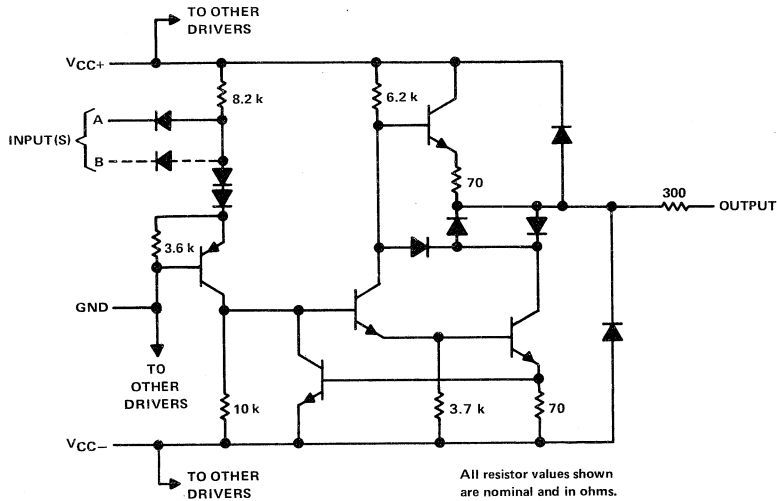 TO OTHER
DRIVERS
VCC+
8.2 k
6.2 k
A
INPUT(S)
B
70
300
OUTPUT
3.6 k
GND
TO
OTHER
DRIVERS
10 k
3.7 k
70
VCC−
TO OTHER
DRIVERS
All resistor values shown
are nominal and in ohms.